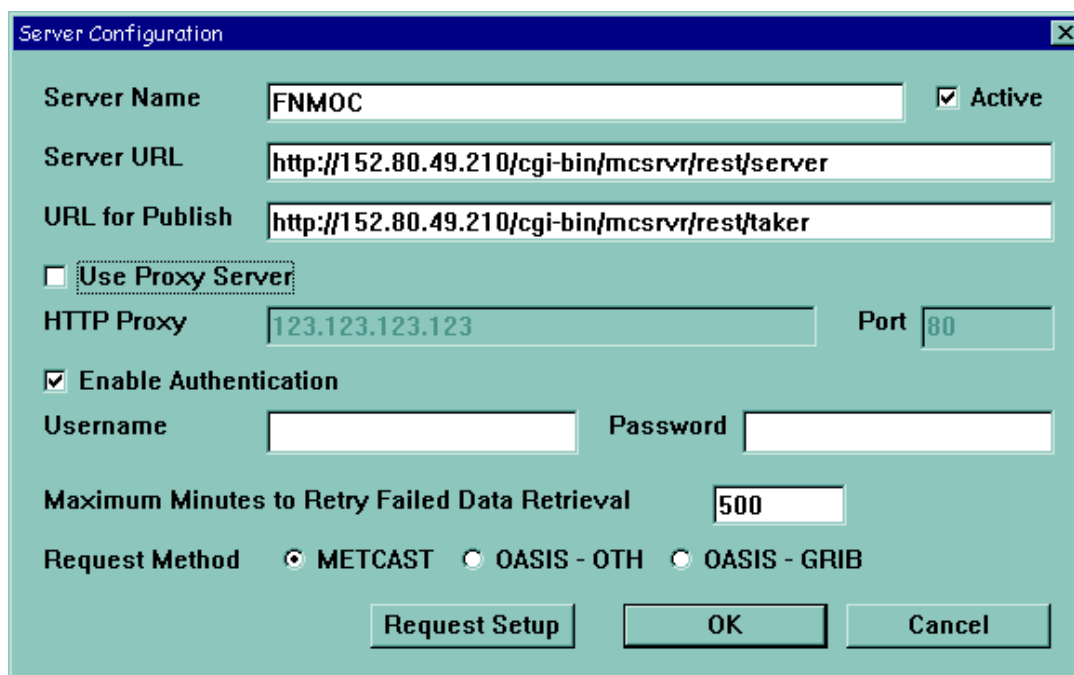 Server Configuration
Server Name FNMOC Active
Server URL http://152.80.49.210/cgi-bin/mcsrvr/rest/server
URL for Publish http://152.80.49.210/cgi-bin/mcsrvr/rest/taker
Use Proxy Server
HTTP Proxy 123.123.123.123 Port 80
Enable Authentication
Username Password
Maximum Minutes to Retry Failed Data Retrieval 500
Request Method METCAST OASIS - OTH OASIS - GRIB
Request Setup OK Cancel